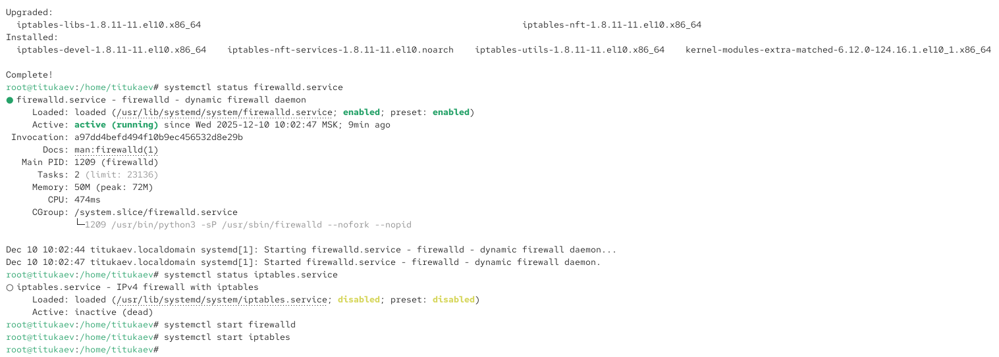 Upgraded:
  iptables-libs-1.8.11-11.el10.x86_64                                                             iptables-nft-1.8.11-11.el10.x86_64
Installed:
  iptables-devel-1.8.11-11.el10.x86_64    iptables-nft-services-1.8.11-11.el10.noarch    iptables-utils-1.8.11-11.el10.x86_64    kernel-modules-extra-matched-6.12.0-124.16.1.el10_1.x86_64

Complete!
root@titukaev:/home/titukaev# systemctl status firewalld.service
● firewalld.service - firewalld - dynamic firewall daemon
     Loaded: loaded (/usr/lib/systemd/system/firewalld.service; enabled; preset: enabled)
     Active: active (running) since Wed 2025-12-10 10:02:47 MSK; 9min ago
 Invocation: a97dd4befd494f10b9ec456532d8e29b
       Docs: man:firewalld(1)
   Main PID: 1209 (firewalld)
      Tasks: 2 (limit: 23136)
     Memory: 50M (peak: 72M)
        CPU: 474ms
     CGroup: /system.slice/firewalld.service
             └─1209 /usr/bin/python3 -sP /usr/sbin/firewalld --nofork --nopid

Dec 10 10:02:44 titukaev.localdomain systemd[1]: Starting firewalld.service - firewalld - dynamic firewall daemon...
Dec 10 10:02:47 titukaev.localdomain systemd[1]: Started firewalld.service - firewalld - dynamic firewall daemon.
root@titukaev:/home/titukaev# systemctl status iptables.service
○ iptables.service - IPv4 firewall with iptables
     Loaded: loaded (/usr/lib/systemd/system/iptables.service; disabled; preset: disabled)
     Active: inactive (dead)
root@titukaev:/home/titukaev# systemctl start firewalld
root@titukaev:/home/titukaev# systemctl start iptables
root@titukaev:/home/titukaev#